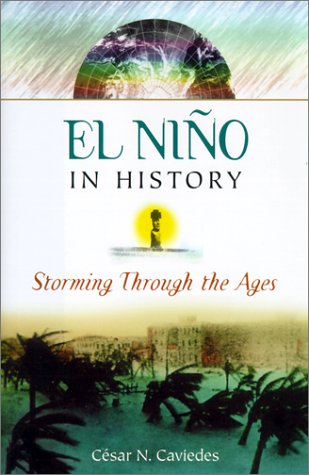 EL NIÑO
IN HISTORY
Storming Through the Ages
César N. Caviedes